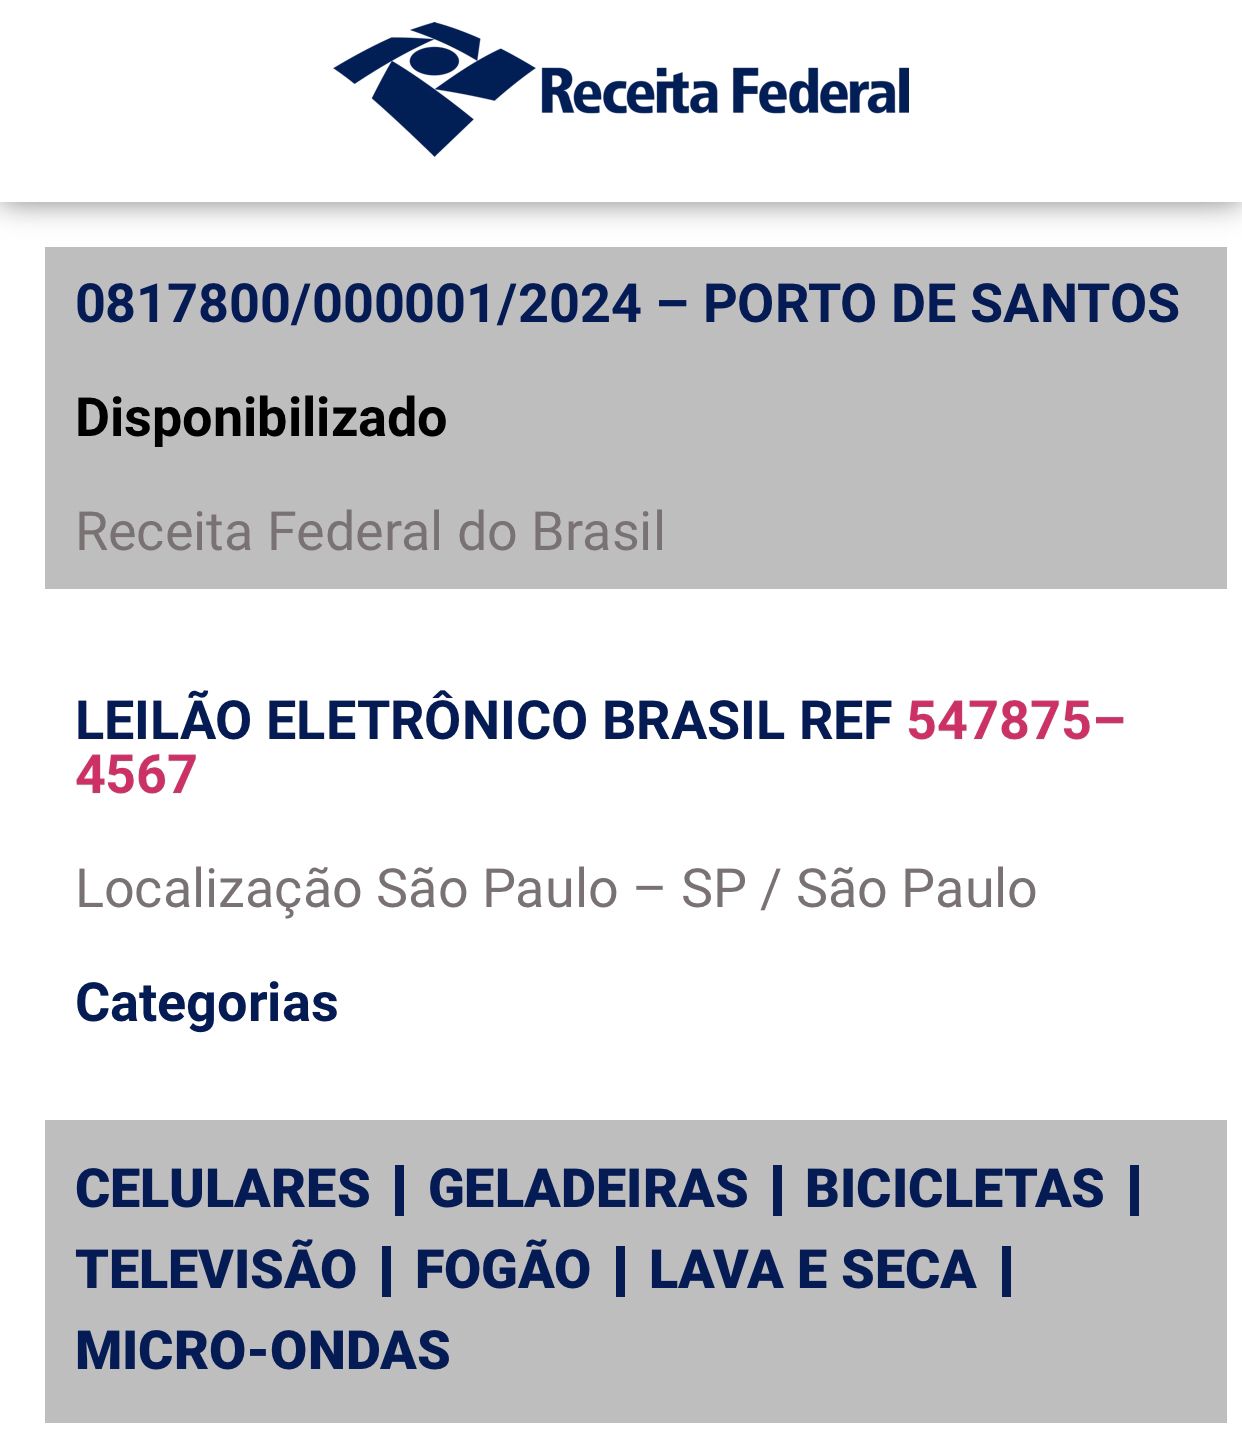 Receita Federal
0817800/000001/2024 – PORTO DE SANTOS
Disponibilizado
Receita Federal do Brasil
LEILÃO ELETRÔNICO BRASIL REF 547875–
4567
Localização São Paulo – SP / São Paulo
Categorias
CELULARES | GELADEIRAS | BICICLETAS |
TELEVISÃO | FOGÃO | LAVA E SECA |
MICRO-ONDAS